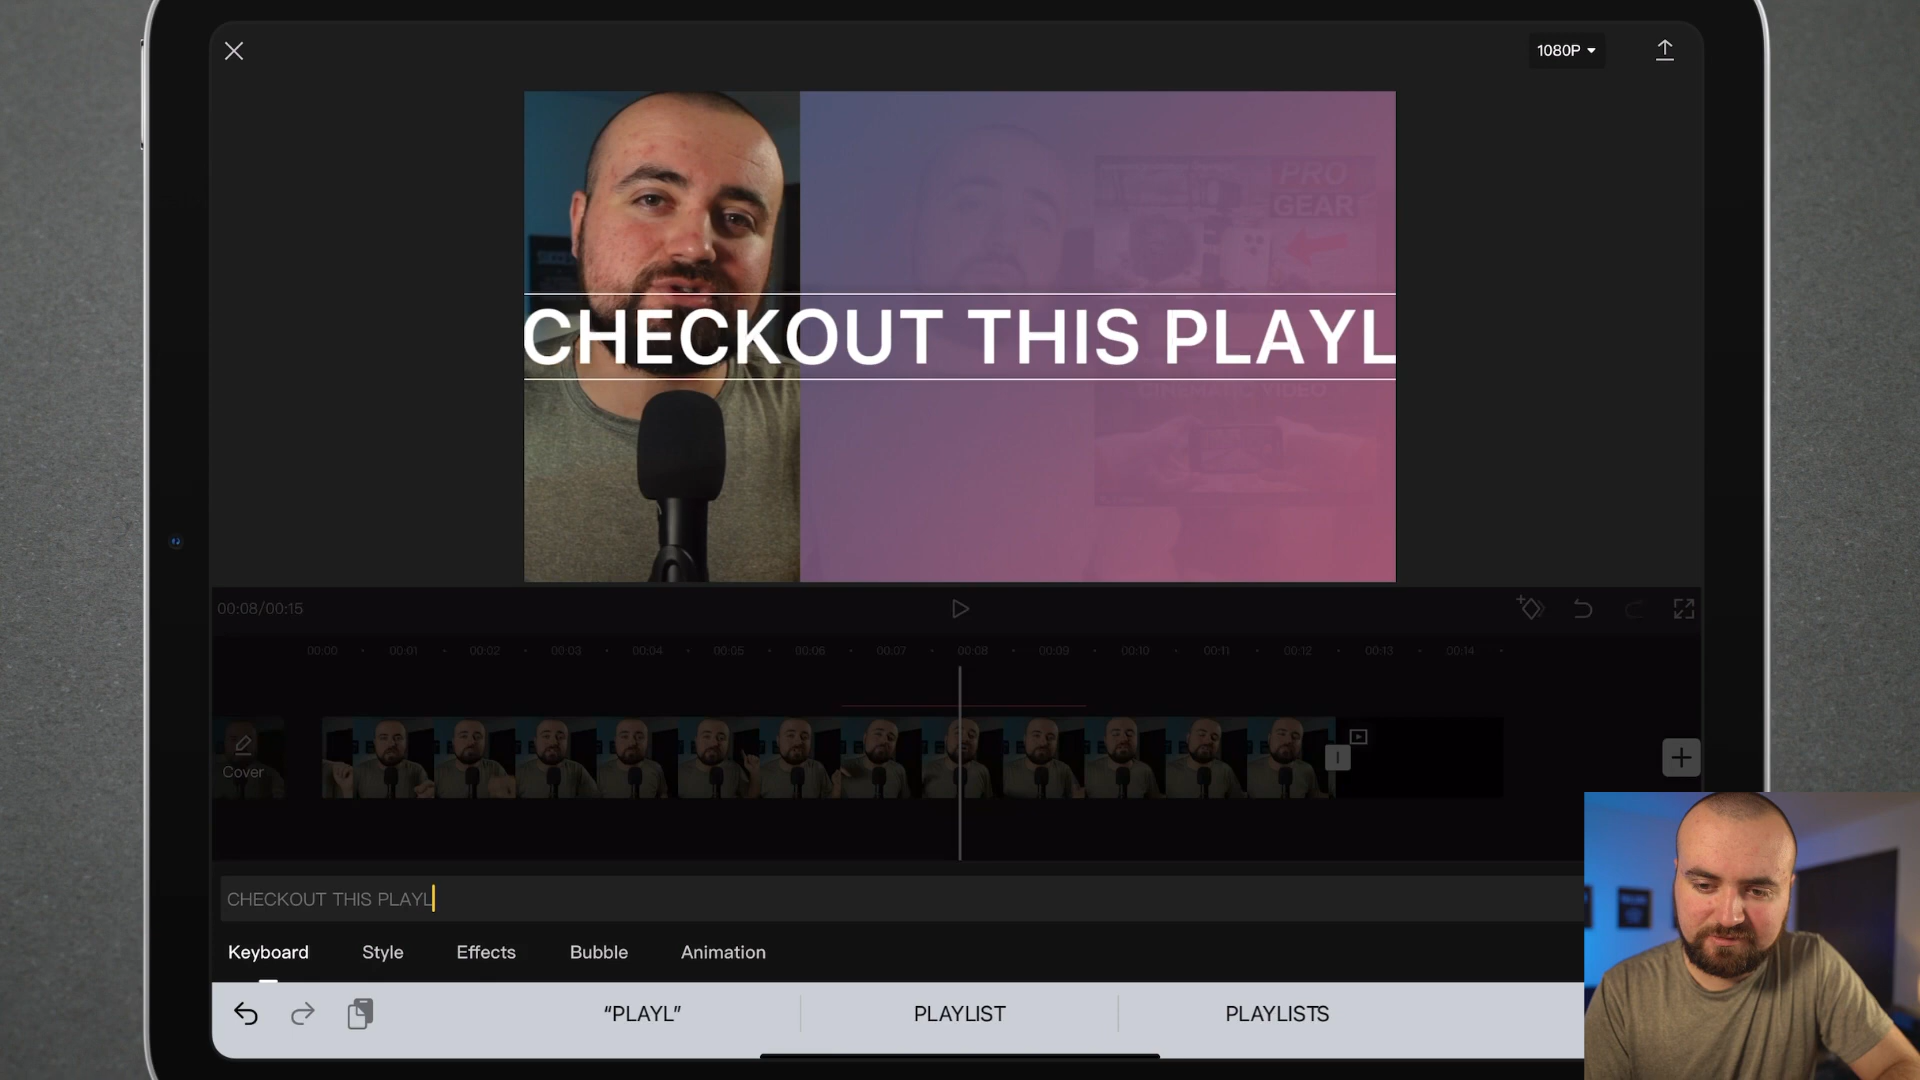 1080P
PRO
GEAR
CHECKOUT THIS PLAYL
CINEMATIC VIDEO
00:08/00:15
00:00 00:01 00:02 00:03 00:04 00:05 00:06 00:07 00:08 00:09 00:10 00:11 00:12 00:13 00:14
Cover
CHECKOUT THIS PLAYL
Keyboard Style Effects Bubble Animation
“PLAYL” PLAYLIST PLAYLISTS